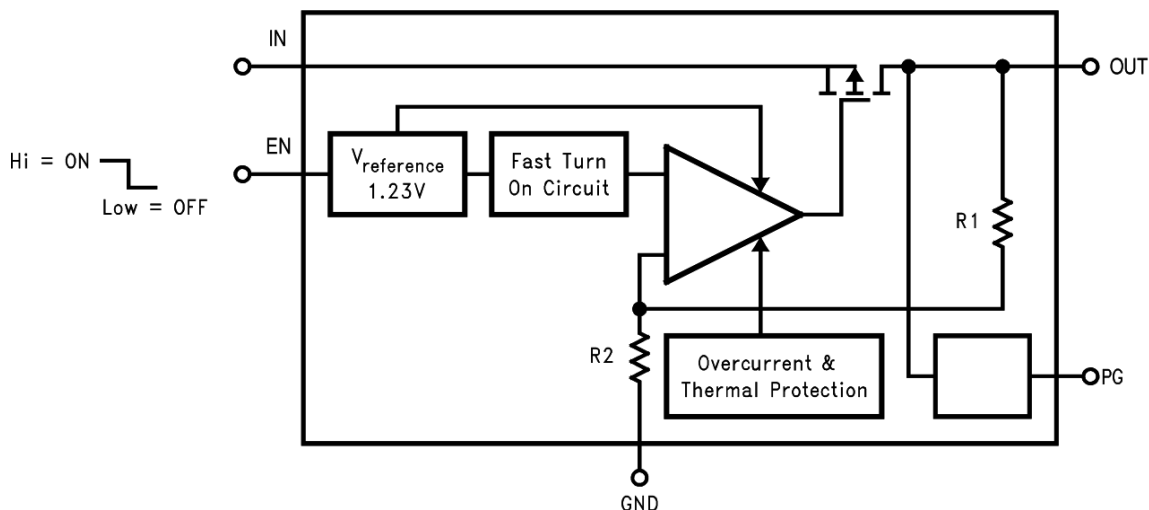 IN
OUT
EN
Hi = ON
Low = OFF
Vreference
1.23V
Fast Turn
On Circuit
R1
R2
Overcurrent &
Thermal Protection
PG
GND